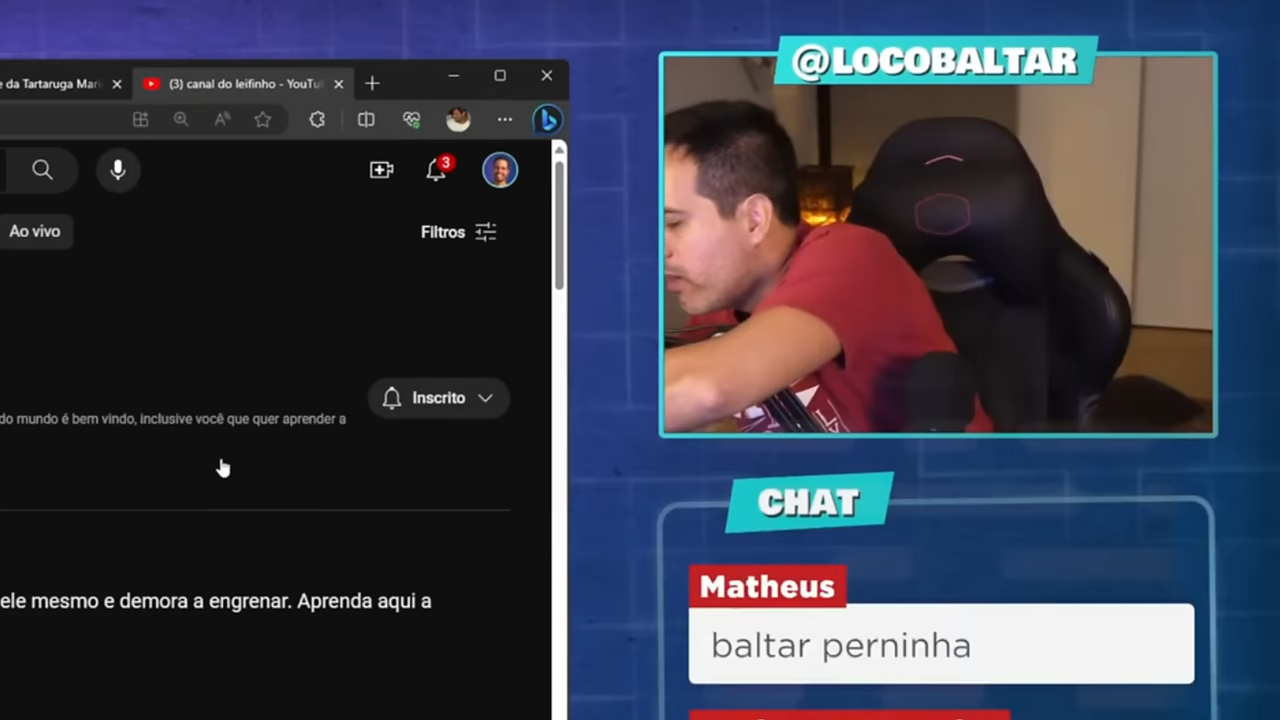 e da Tartaruga Mari
(3) canal do leifinho - YouTu
3
Ao vivo
Filtros
Inscrito
do mundo é bem vindo, inclusive você que quer aprender a
ele mesmo e demora a engrenar. Aprenda aqui a
@LOCOBALTAR
CHAT
Matheus
baltar perninha